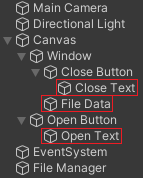 Main Camera
Directional Light
Canvas
Window
Close Button
Close Text
File Data
Open Button
Open Text
EventSystem
File Manager